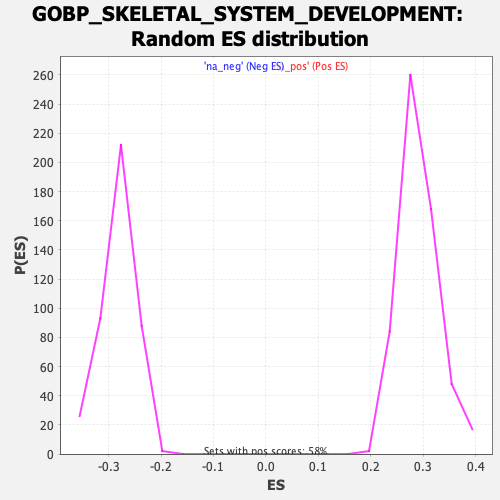 GOBP_SKELETAL_SYSTEM_DEVELOPMENT:
Random ES distribution
'na_neg' (Neg ES)_pos' (Pos ES)
260
240
220
200
180
160
140
120
100
80
60
40
20
0
P(ES)
Sets with pos scores: 58%
-0.3 -0.2 -0.1 0.0 0.1 0.2 0.3 0.4
ES